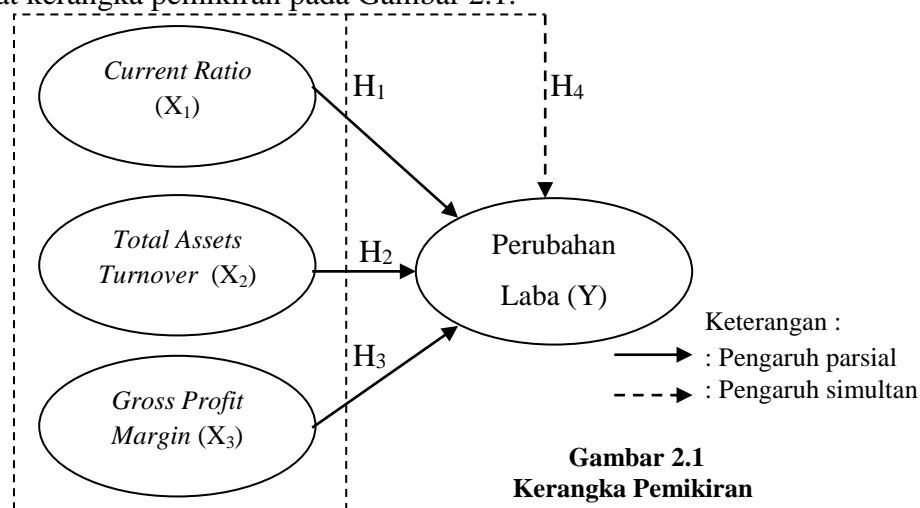 at kerangka pemikiran pada Gambar 2.1.
Current Ratio
(X₁)
H₁
H₄
Total Assets
Turnover (X₂)
H₂
Perubahan
Laba (Y)
H₃
Gross Profit
Margin (X₃)
Keterangan :
: Pengaruh parsial
: Pengaruh simultan
Gambar 2.1
Kerangka Pemikiran